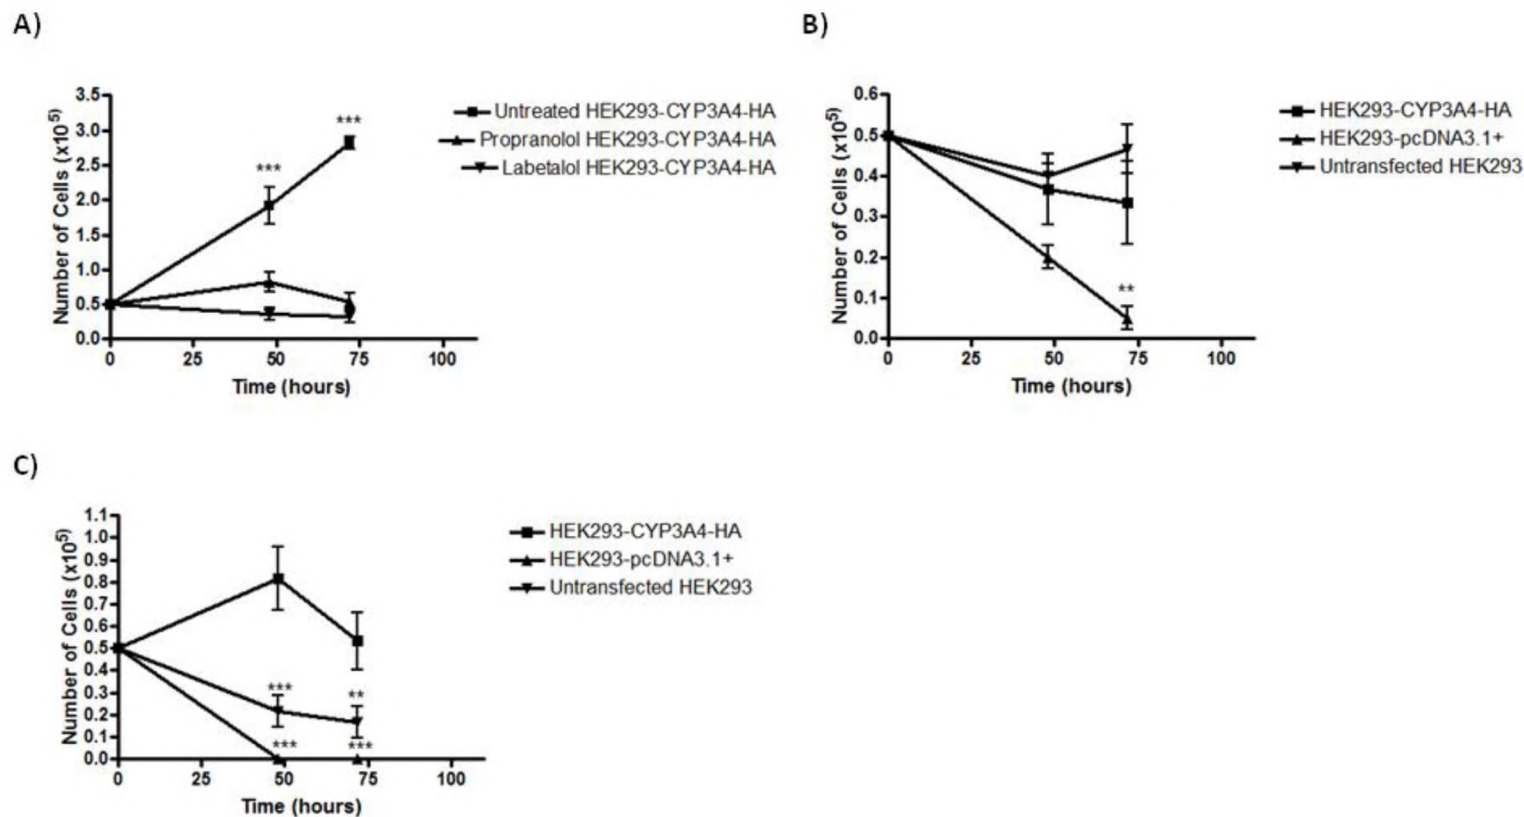 A)
Number of Cells (x10⁵)
3.5
3.0
2.5
2.0
1.5
1.0
0.5
0.0
***
***
0 25 50 75 100
Time (hours)
Untreated HEK293-CYP3A4-HA
Propranolol HEK293-CYP3A4-HA
Labetalol HEK293-CYP3A4-HA
B)
Number of Cells (x10⁵)
0.6
0.5
0.4
0.3
0.2
0.1
0.0
**
0 25 50 75 100
Time (hours)
HEK293-CYP3A4-HA
HEK293-pcDNA3.1+
Untransfected HEK293
C)
Number of Cells (x10⁵)
1.1
1.0
0.9
0.8
0.7
0.6
0.5
0.4
0.3
0.2
0.1
0.0
*** **
*** ***
0 25 50 75 100
Time (hours)
HEK293-CYP3A4-HA
HEK293-pcDNA3.1+
Untransfected HEK293